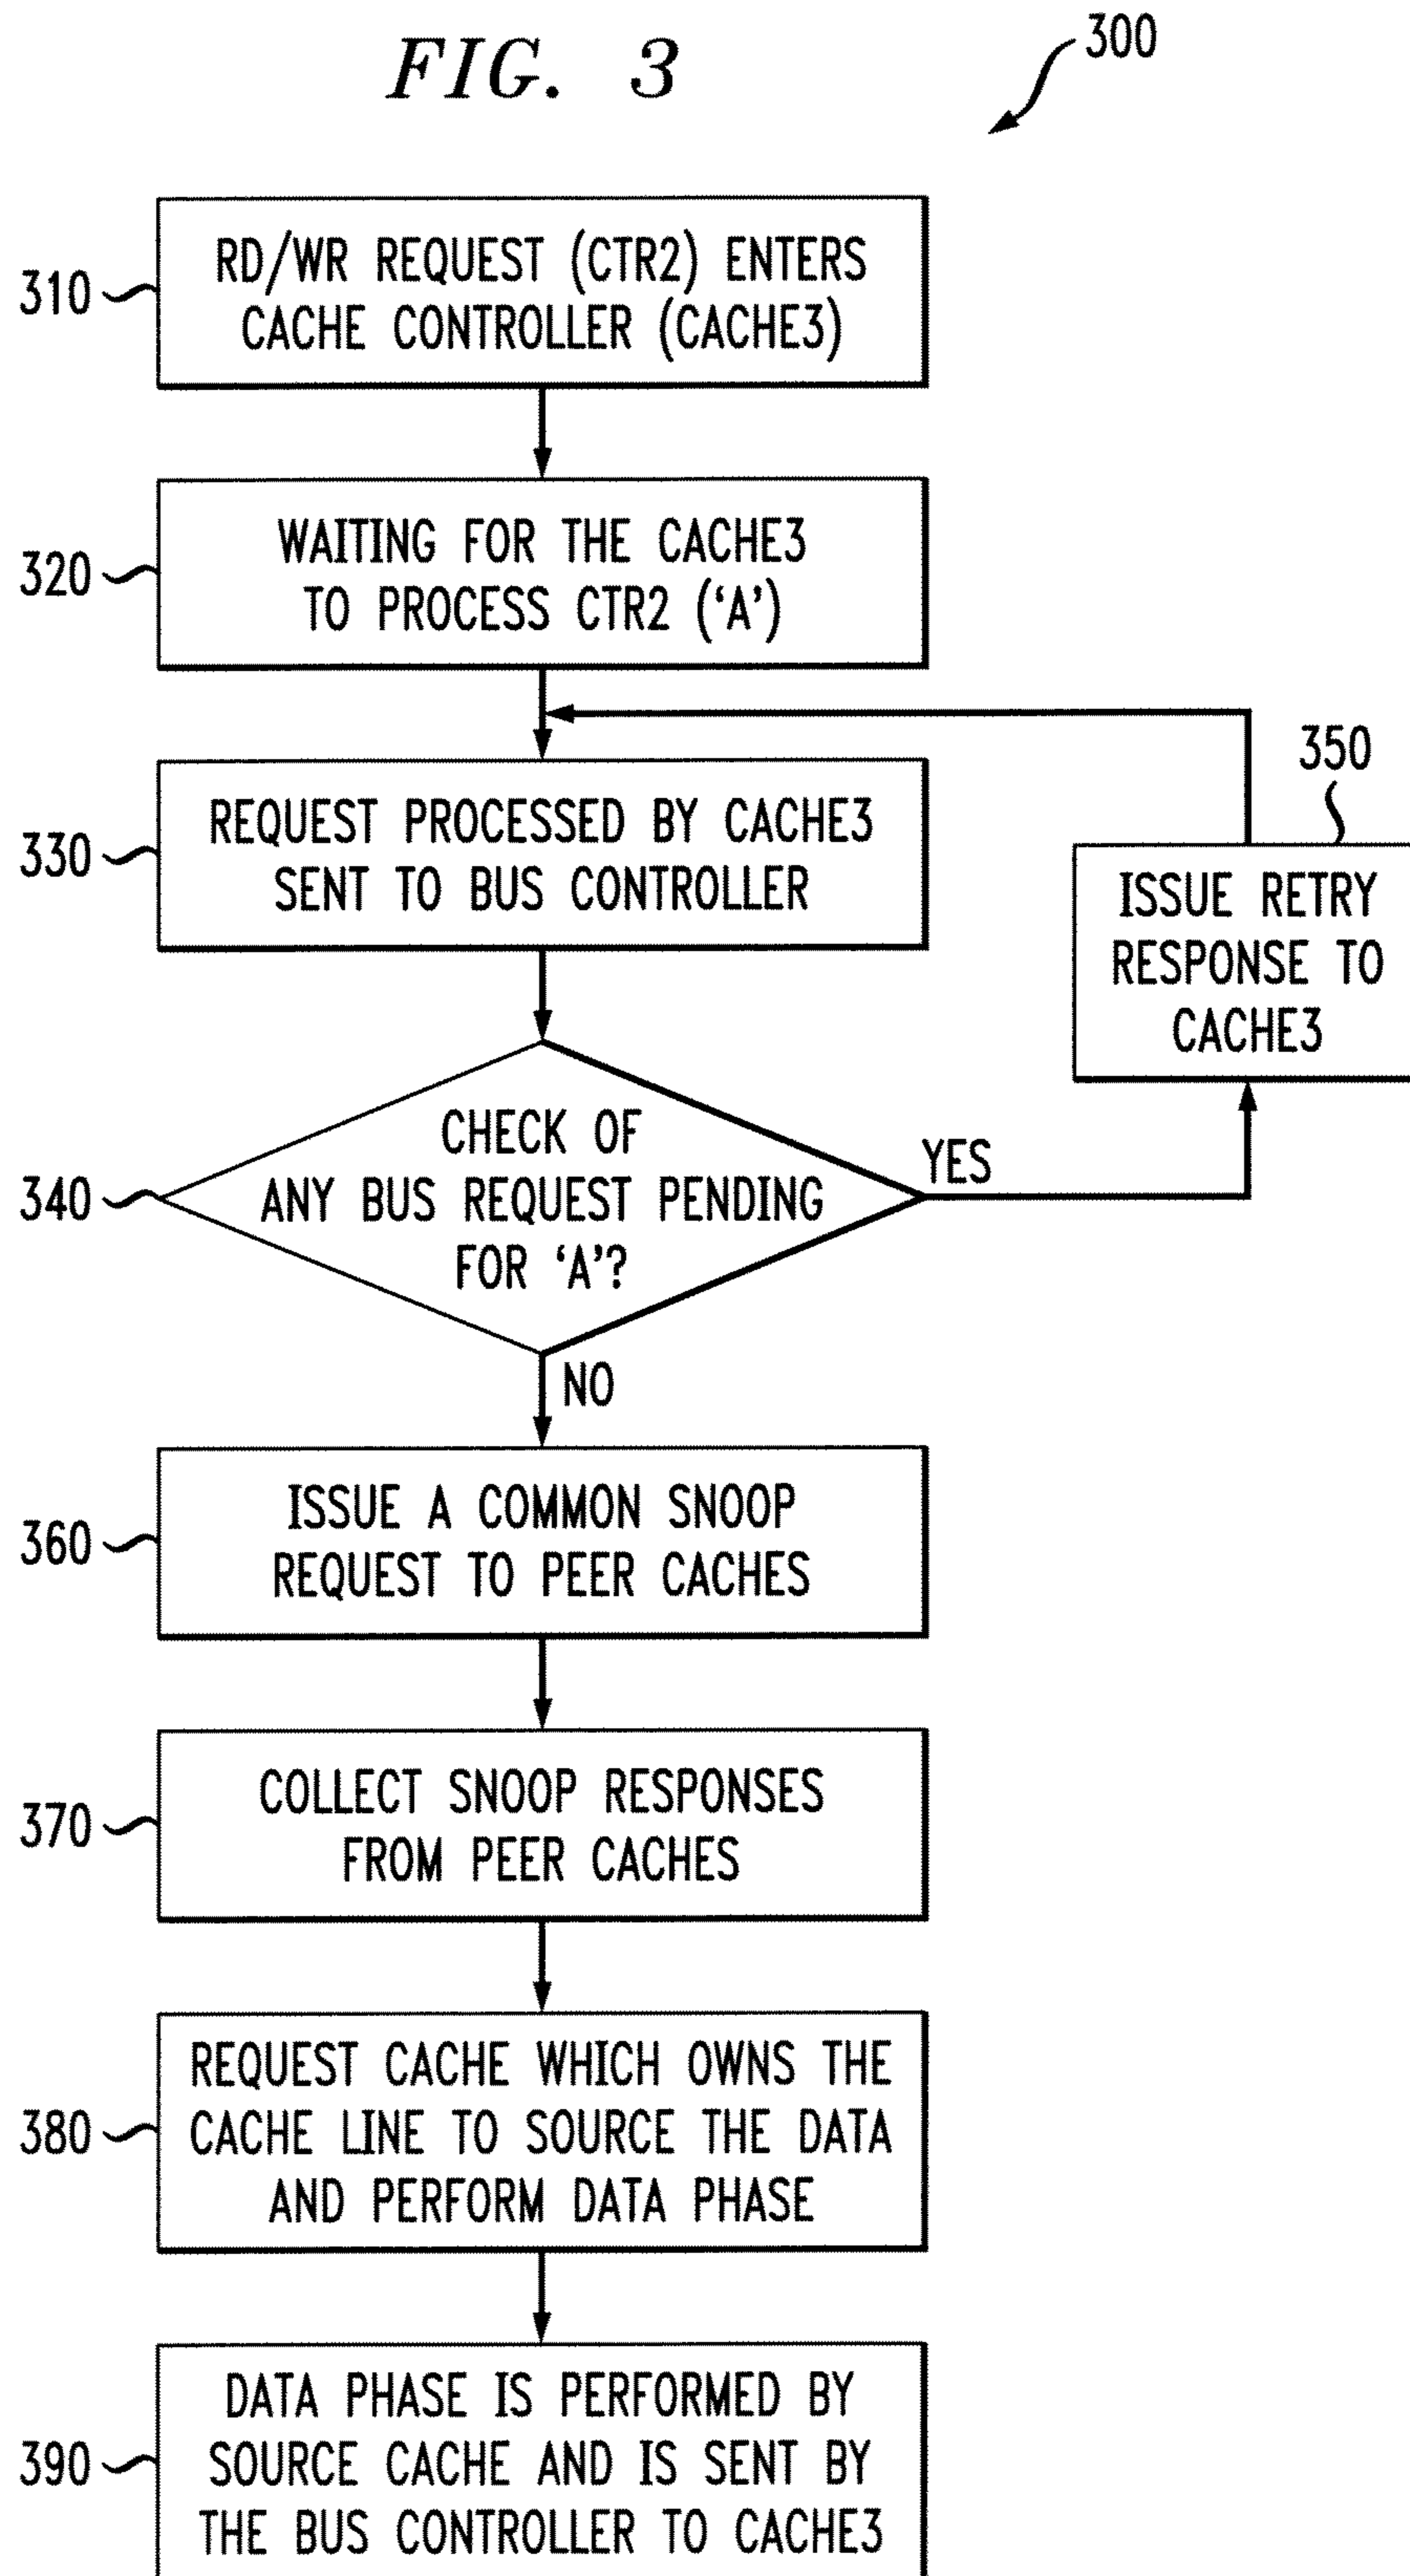 FIG. 3
300
310
RD/WR REQUEST (CTR2) ENTERS
CACHE CONTROLLER (CACHE3)
320
WAITING FOR THE CACHE3
TO PROCESS CTR2 (‘A’)
330
REQUEST PROCESSED BY CACHE3
SENT TO BUS CONTROLLER
350
ISSUE RETRY
RESPONSE TO
CACHE3
340
CHECK OF
ANY BUS REQUEST PENDING
FOR ‘A’?
YES
NO
360
ISSUE A COMMON SNOOP
REQUEST TO PEER CACHES
370
COLLECT SNOOP RESPONSES
FROM PEER CACHES
380
REQUEST CACHE WHICH OWNS THE
CACHE LINE TO SOURCE THE DATA
AND PERFORM DATA PHASE
390
DATA PHASE IS PERFORMED BY
SOURCE CACHE AND IS SENT BY
THE BUS CONTROLLER TO CACHE3